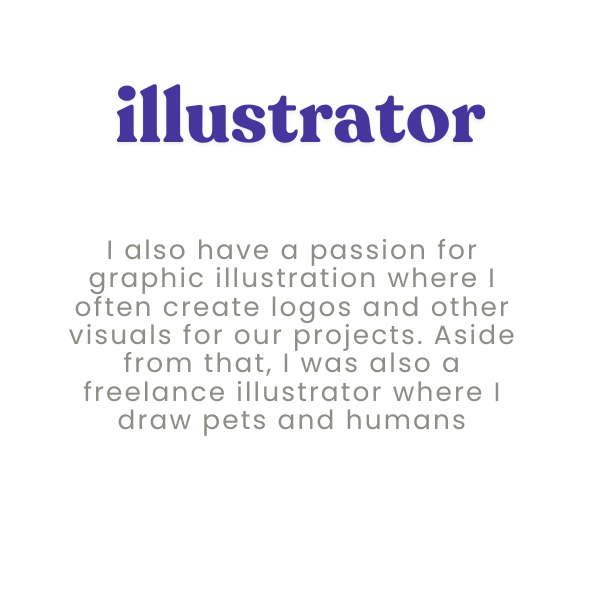 illustrator
I also have a passion for
graphic illustration where I
often create logos and other
visuals for our projects. Aside
from that, I was also a
freelance illustrator where I
draw pets and humans